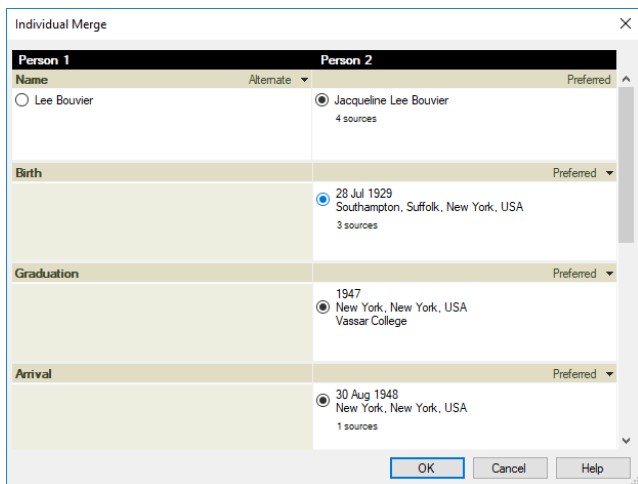 Individual Merge
Person 1 Person 2
Name Alternate Preferred
Lee Bouvier Jacqueline Lee Bouvier
4 sources
Birth Preferred
28 Jul 1929
Southampton, Suffolk, New York, USA
3 sources
Graduation Preferred
1947
New York, New York, USA
Vassar College
Arrival Preferred
30 Aug 1948
New York, New York, USA
1 sources
OK Cancel Help